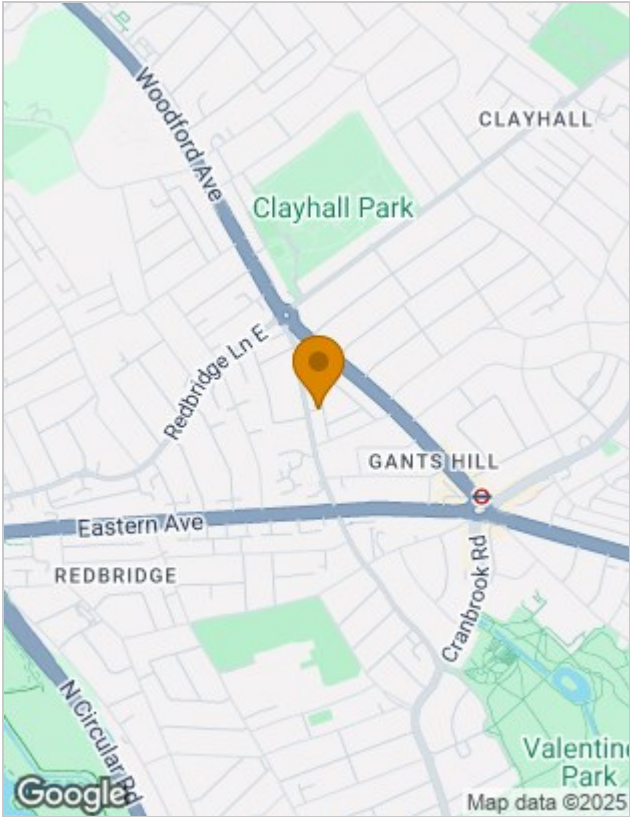 Woodford Ave
CLAYHALL
Clayhall Park
Redbridge Ln E
GANTS HILL
Eastern Ave
REDBRIDGE
Cranbrook Rd
N Circular Rd
Valentine
Park
Google
Map data ©2025